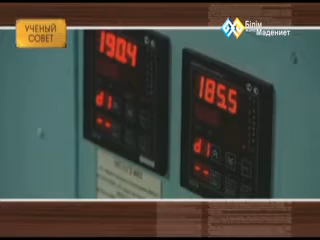 УЧЕНЫЙ
СОВЕТ
Білім
Мәдениет
190.4
d1
--
185.5
d1
--